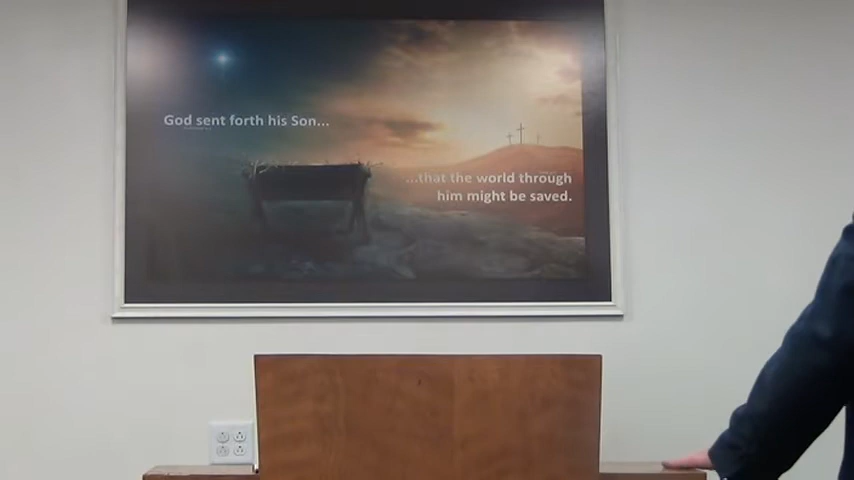 God sent forth his Son...
...that the world through
him might be saved.